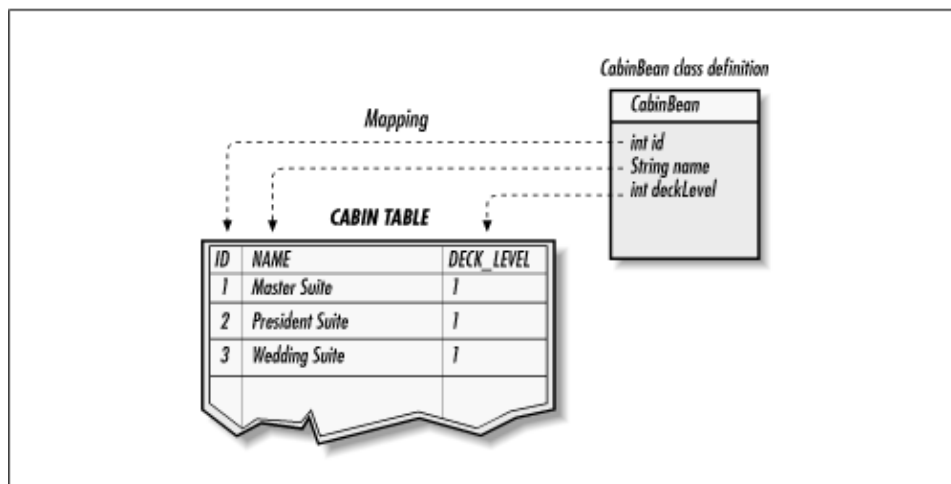 CabinBean class definition
CabinBean
Mapping
int id
String name
int deckLevel
CABIN TABLE
ID NAME DECK_LEVEL
1 Master Suite 1
2 President Suite 1
3 Wedding Suite 1